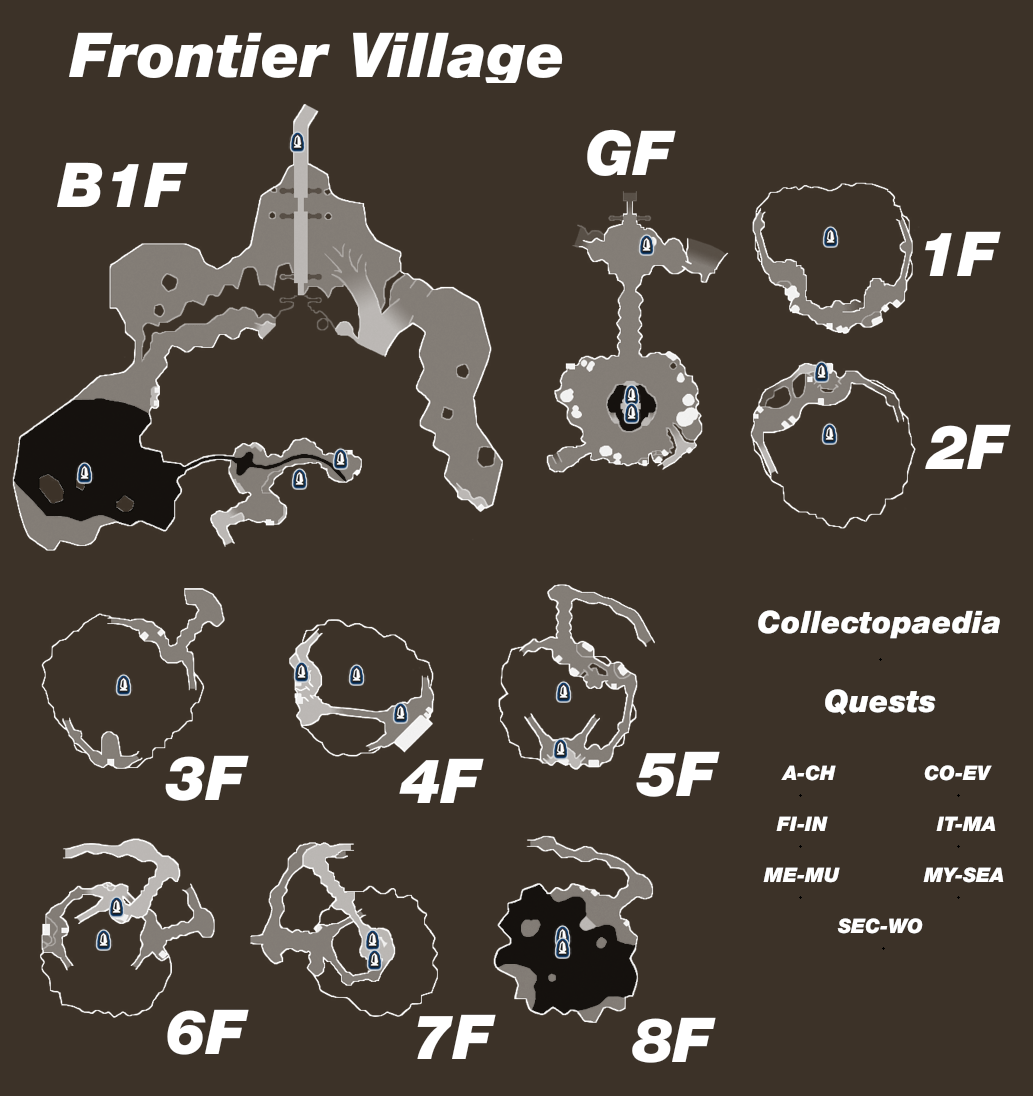 Frontier Village
B1F
GF
1F
2F
3F
4F
5F
6F
7F
8F
Collectopaedia
Quests
A-CH CO-EV
FI-IN IT-MA
ME-MU MY-SEA
SEC-WO